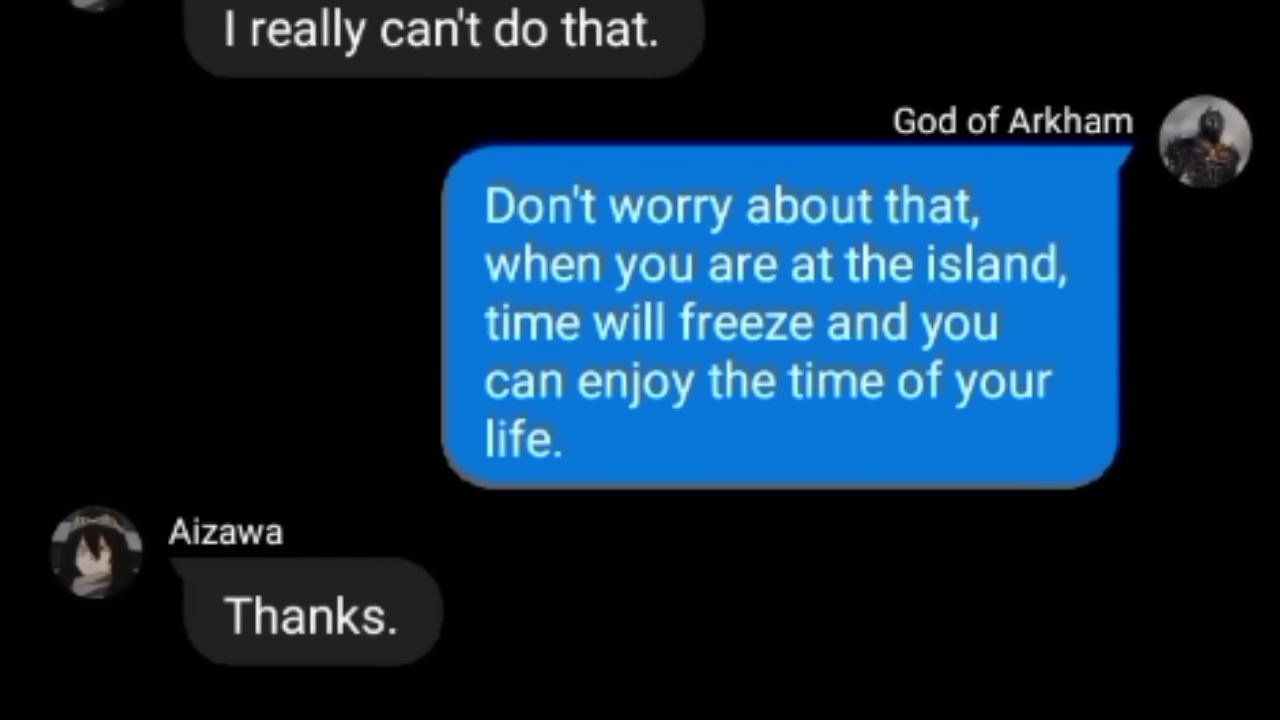 I really can't do that.
God of Arkham
Don't worry about that,
when you are at the island,
time will freeze and you
can enjoy the time of your
life.
Aizawa
Thanks.